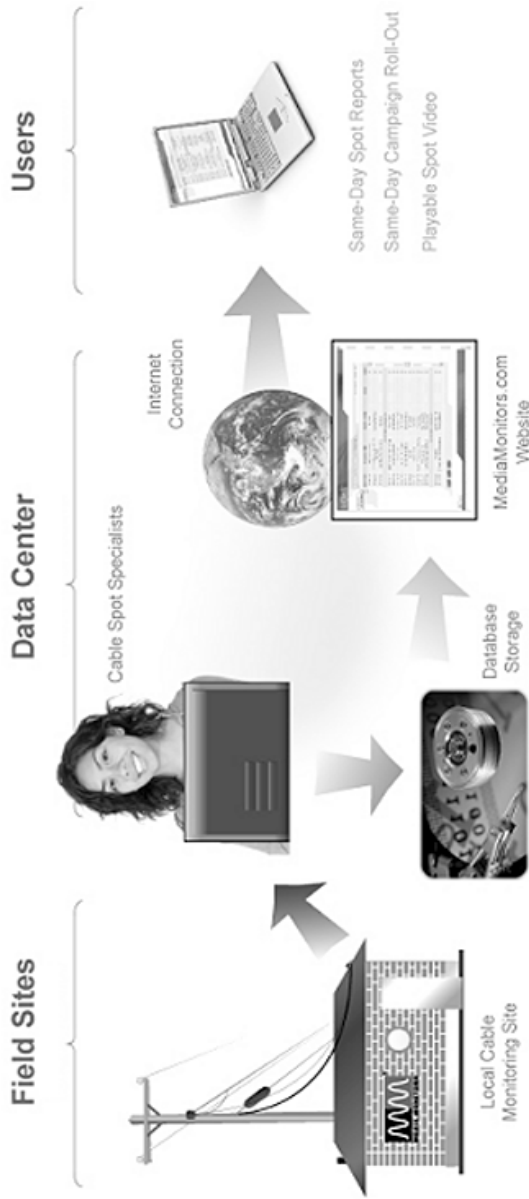 Field Sites
Data Center
Users
Cable Spot Specialists
Internet
Connection
Local Cable
Monitoring Site
Database
Storage
MediaMonitors.com
Website
Same-Day Spot Reports
Same-Day Campaign Roll-Out
Playable Spot Video